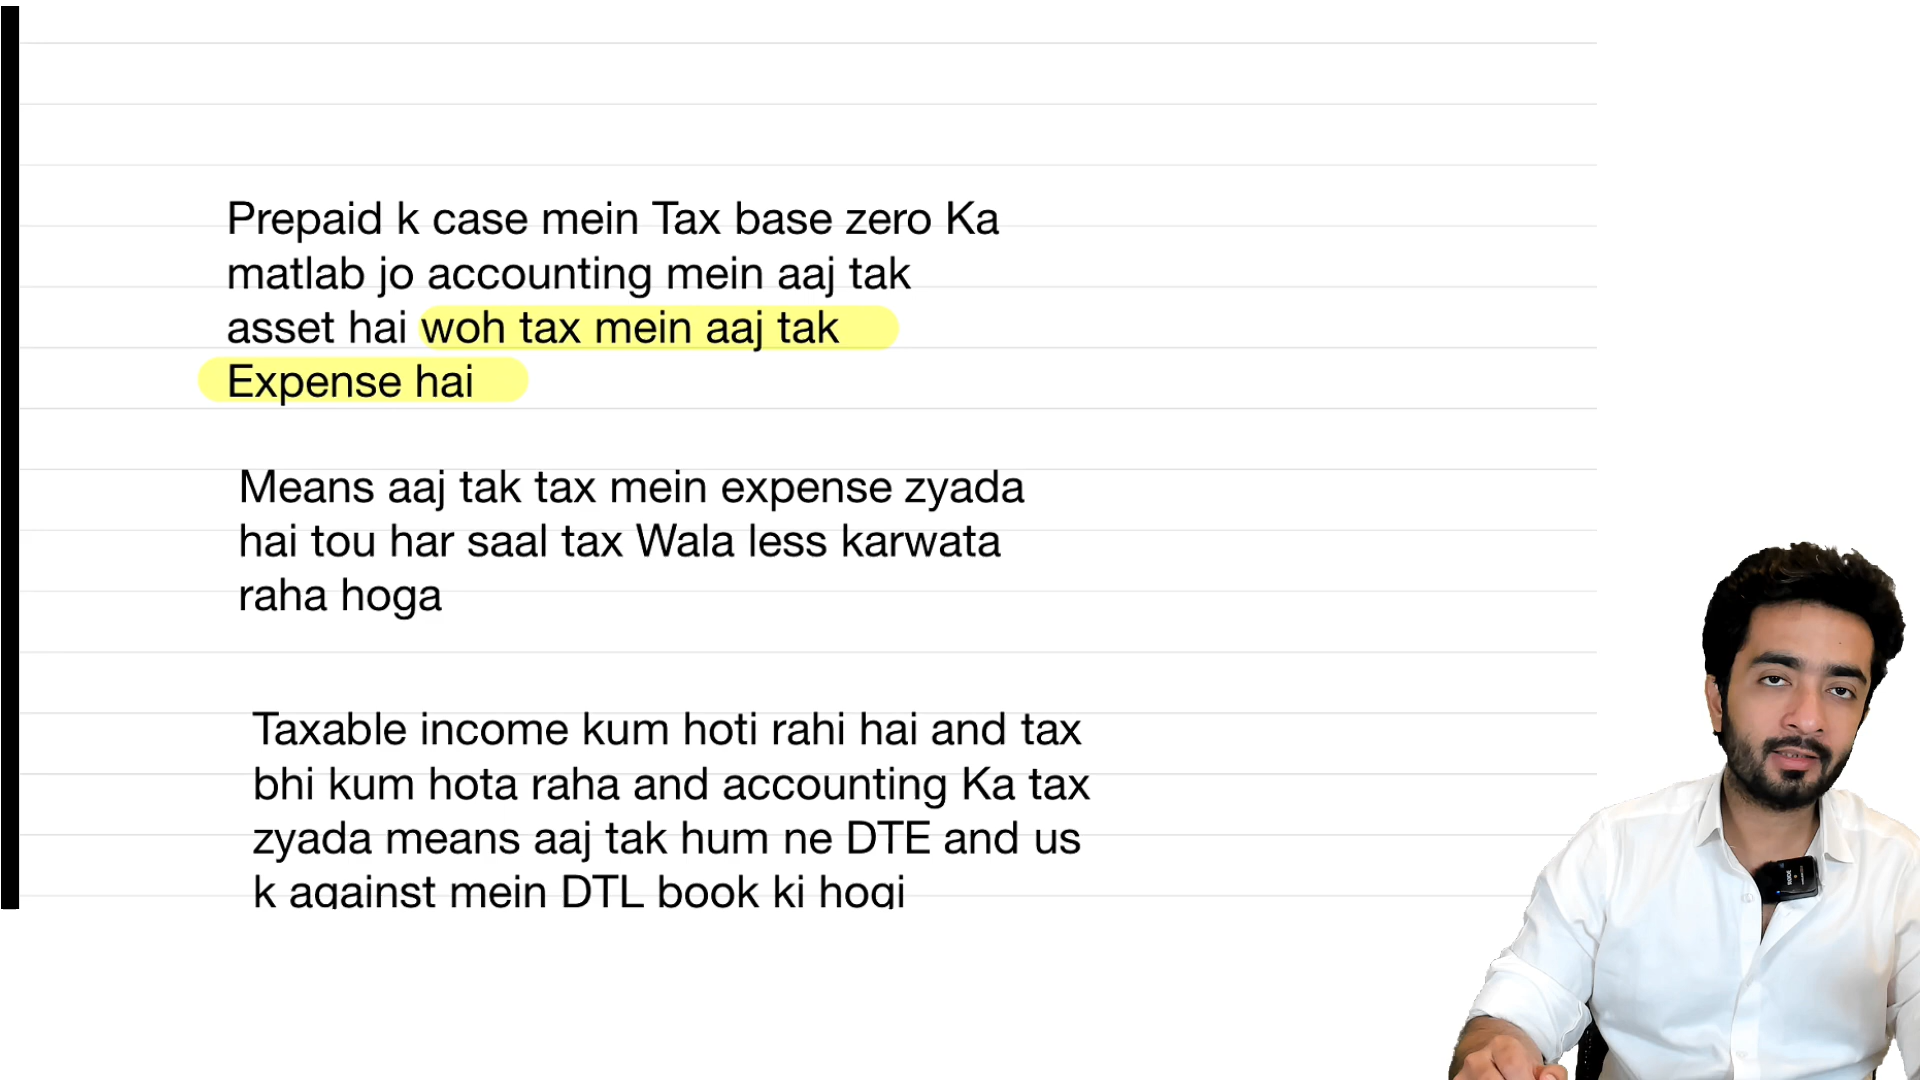 Prepaid k case mein Tax base zero Ka
matlab jo accounting mein aaj tak
asset hai woh tax mein aaj tak
Expense hai
Means aaj tak tax mein expense zyada
hai tou har saal tax Wala less karwata
raha hoga
Taxable income kum hoti rahi hai and tax
bhi kum hota raha and accounting Ka tax
zyada means aaj tak hum ne DTE and us
k against mein DTL book ki hogi